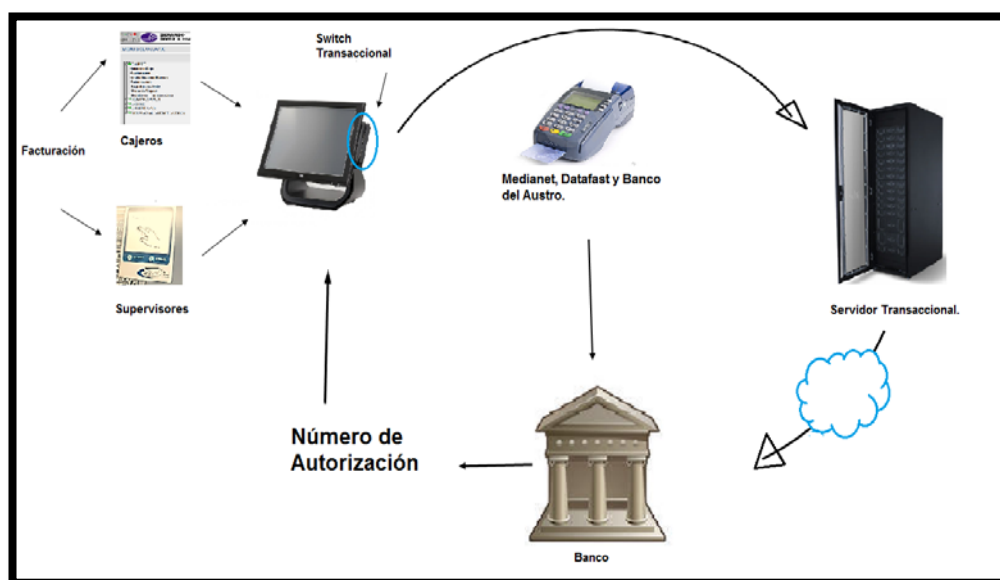 Switch
Transaccional
Facturación
Cajeros
Medianet, Datafast y Banco
del Austro.
Supervisores
Servidor Transaccional.
Número de
Autorización
Banco